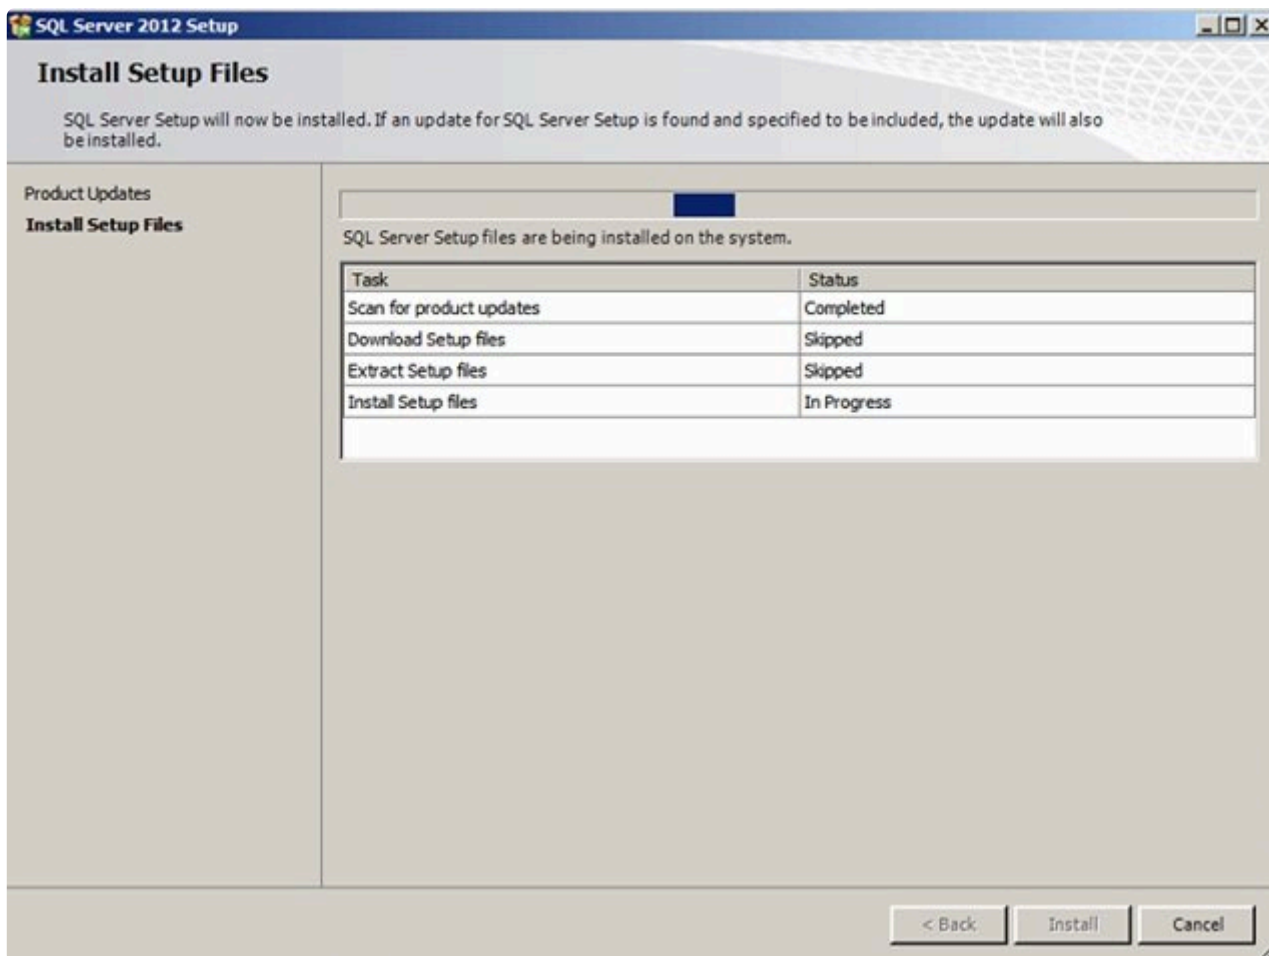 SQL Server 2012 Setup
Install Setup Files
SQL Server Setup will now be installed. If an update for SQL Server Setup is found and specified to be included, the update will also
be installed.
Product Updates
Install Setup Files
SQL Server Setup files are being installed on the system.
Task Status
Scan for product updates Completed
Download Setup files Skipped
Extract Setup files Skipped
Install Setup files In Progress
< Back Install Cancel